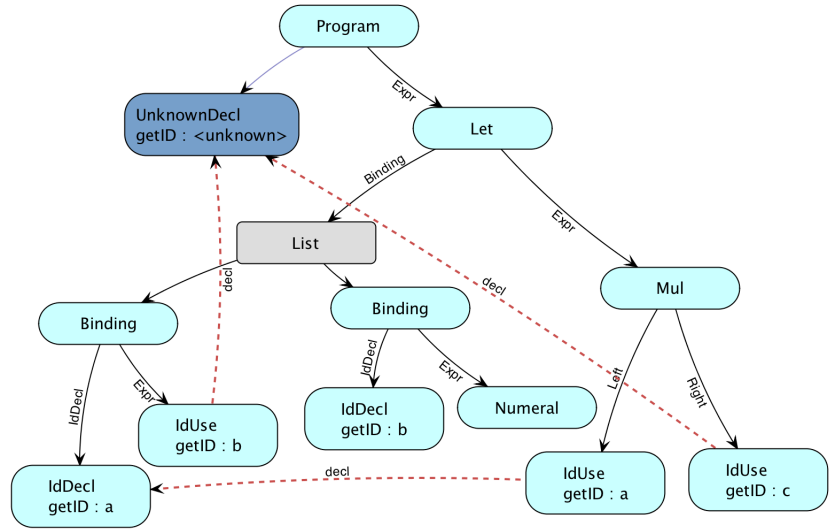 Program
Expr
UnknownDecl
getID : <unknown>
Let
Binding
Expr
List
decl
decl
Mul
Binding
Binding
IdDecl
Expr
IdDecl
Expr
Left
Right
IdDecl
getID : b
Numeral
IdUse
getID : b
IdDecl
getID : a
decl
IdUse
getID : a
IdUse
getID : c